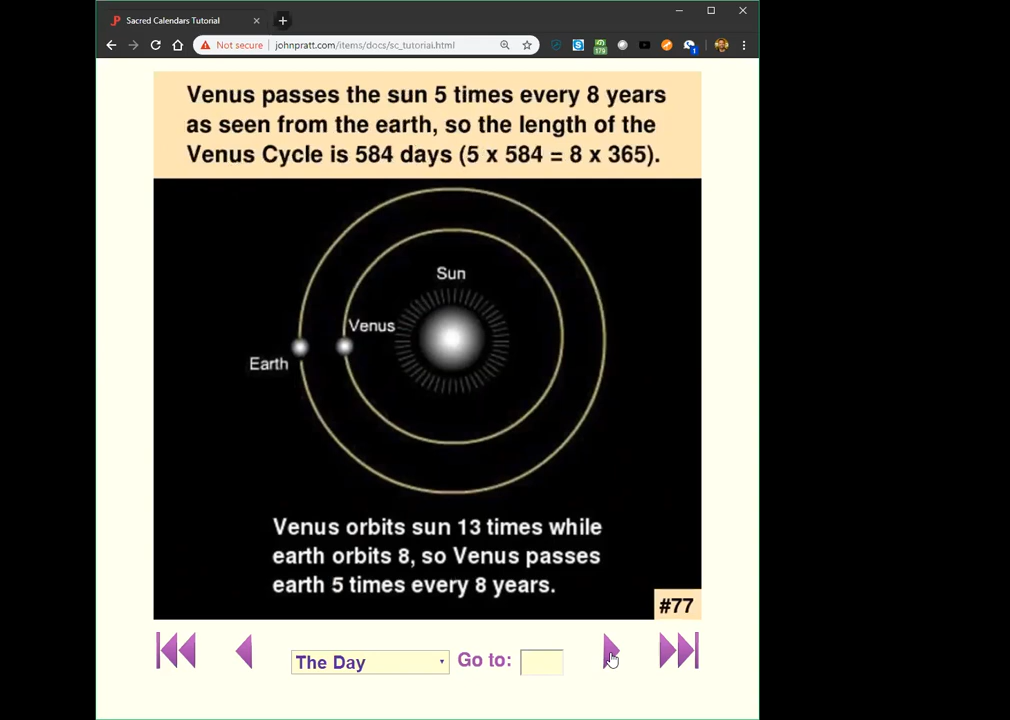 Sacred Calendars Tutorial
Not secure
johnpratt.com/items/docs/sc_tutorial.html
179
1
Venus passes the sun 5 times every 8 years
as seen from the earth, so the length of the
Venus Cycle is 584 days (5 x 584 = 8 x 365).
Sun
Venus
Earth
Venus orbits sun 13 times while
earth orbits 8, so Venus passes
earth 5 times every 8 years.
#77
The Day
Go to: